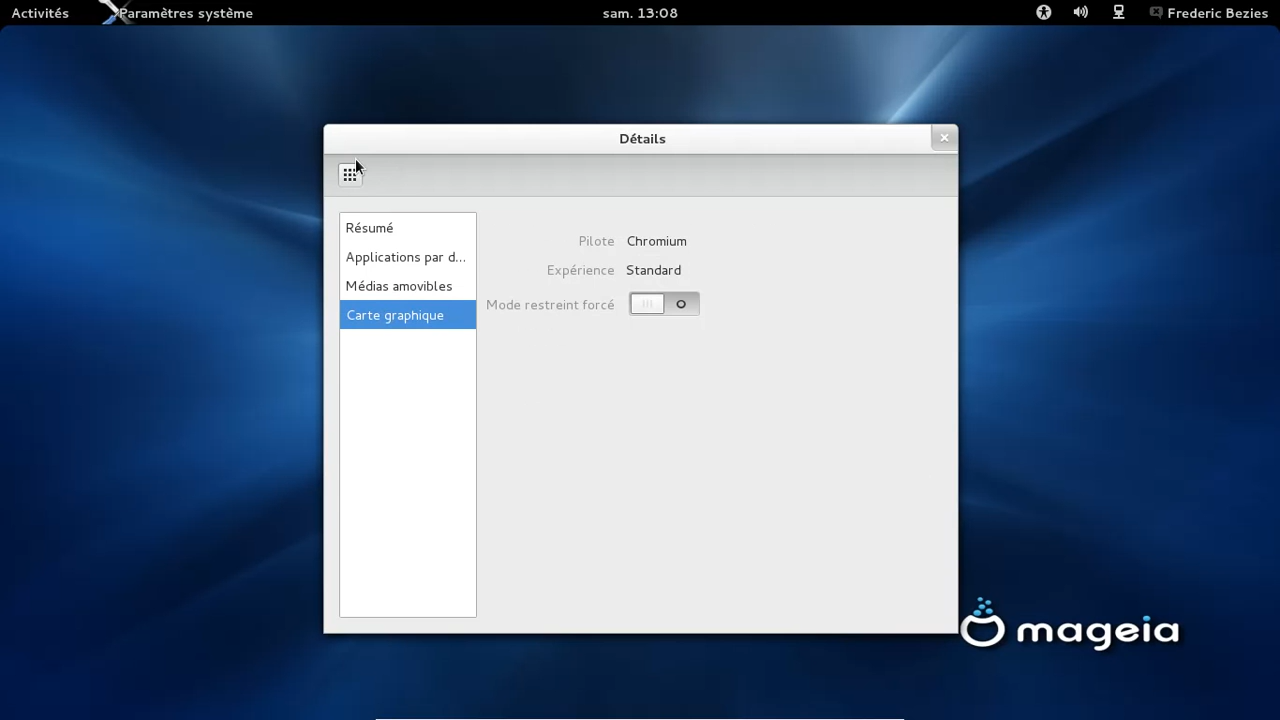 Activités Paramètres système sam. 13:08 Frederic Bezies
Détails
Résumé
Applications par d...
Médias amovibles
Carte graphique
Pilote Chromium
Expérience Standard
Mode restreint forcé
mageia